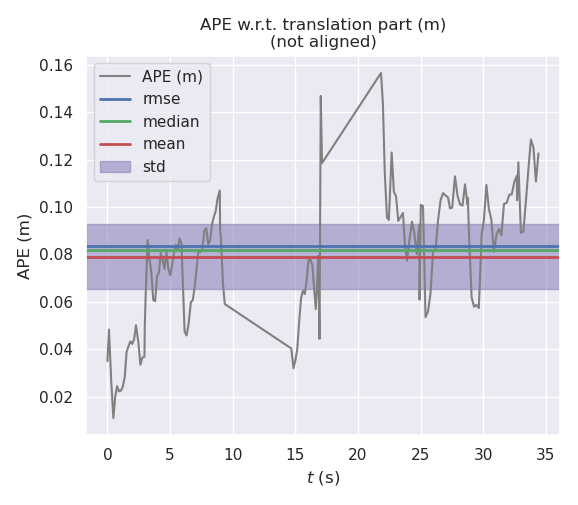 APE w.r.t. translation part (m)
(not aligned)
APE (m)
rmse
median
mean
std
APE (m)
0.16
0.14
0.12
0.10
0.08
0.06
0.04
0.02
0
5
10
15
20
25
30
35
t (s)